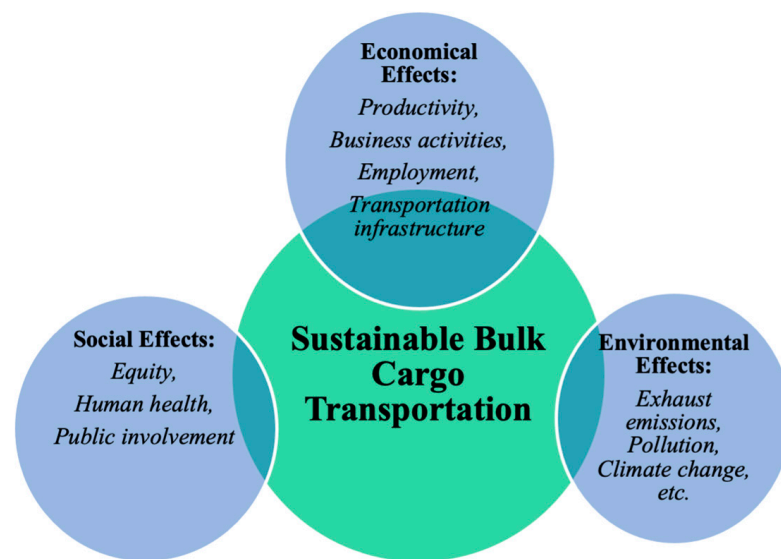 Economical
Effects:
Productivity,
Business activities,
Employment,
Transportation
infrastructure
Sustainable Bulk
Cargo
Transportation
Social Effects:
Equity,
Human health,
Public involvement
Environmental
Effects:
Exhaust
emissions,
Pollution,
Climate change,
etc.